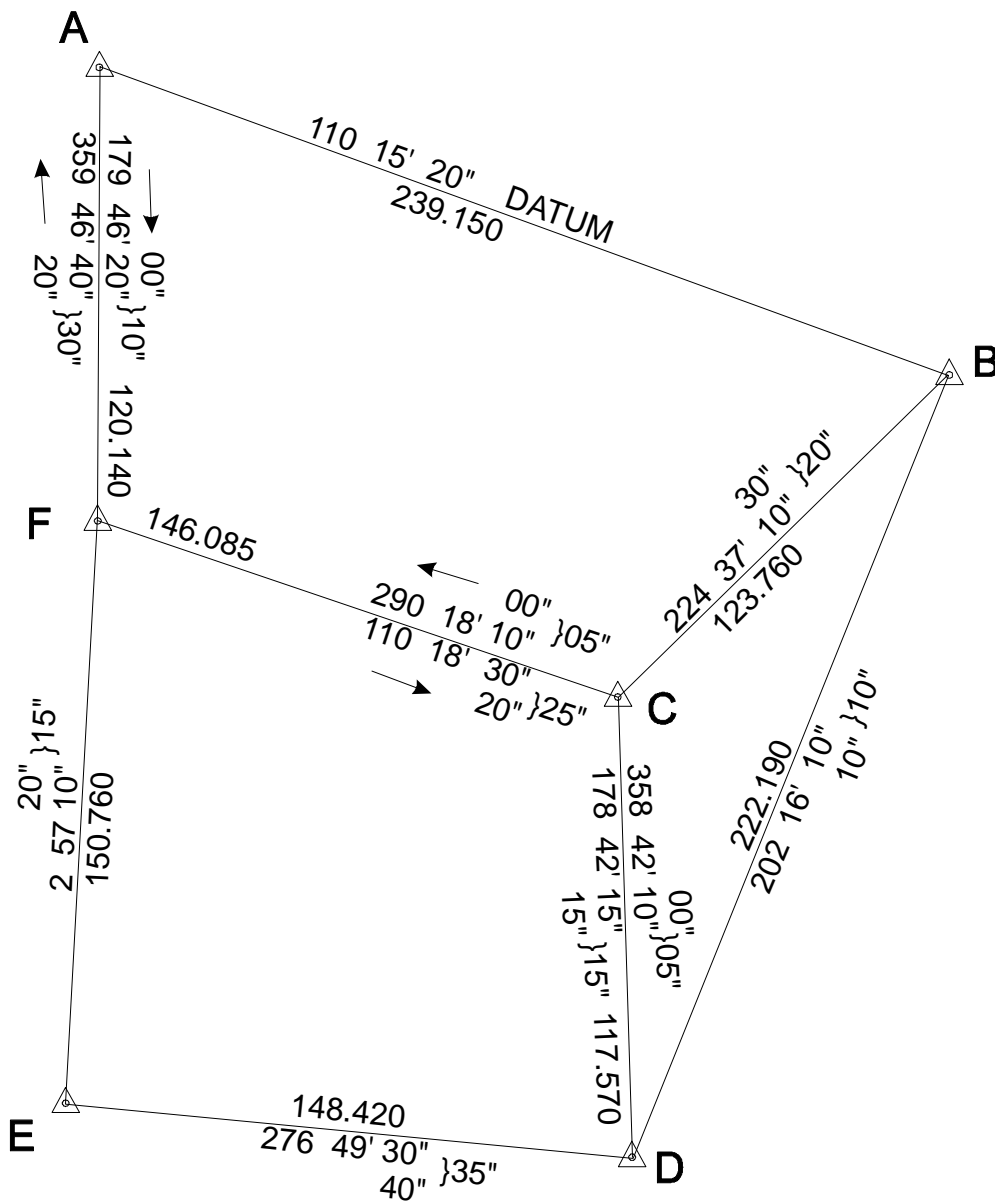 A
110 15' 20" DATUM
239.150
B
00"
179 46' 20" }10"
359 46' 40"
20" }30"
120.140
F
146.085
00"
290 18' 10" }05"
110 18' 30"
20" }25"
30"
224 37' 10" }20"
123.760
C
222.190
202 16' 10"
10" }10"
20" }15"
2 57 10"
150.760
00"
358 42' 10" }05"
178 42' 15"
15" }15"
117.570
E
148.420
276 49' 30"
40" }35"
D